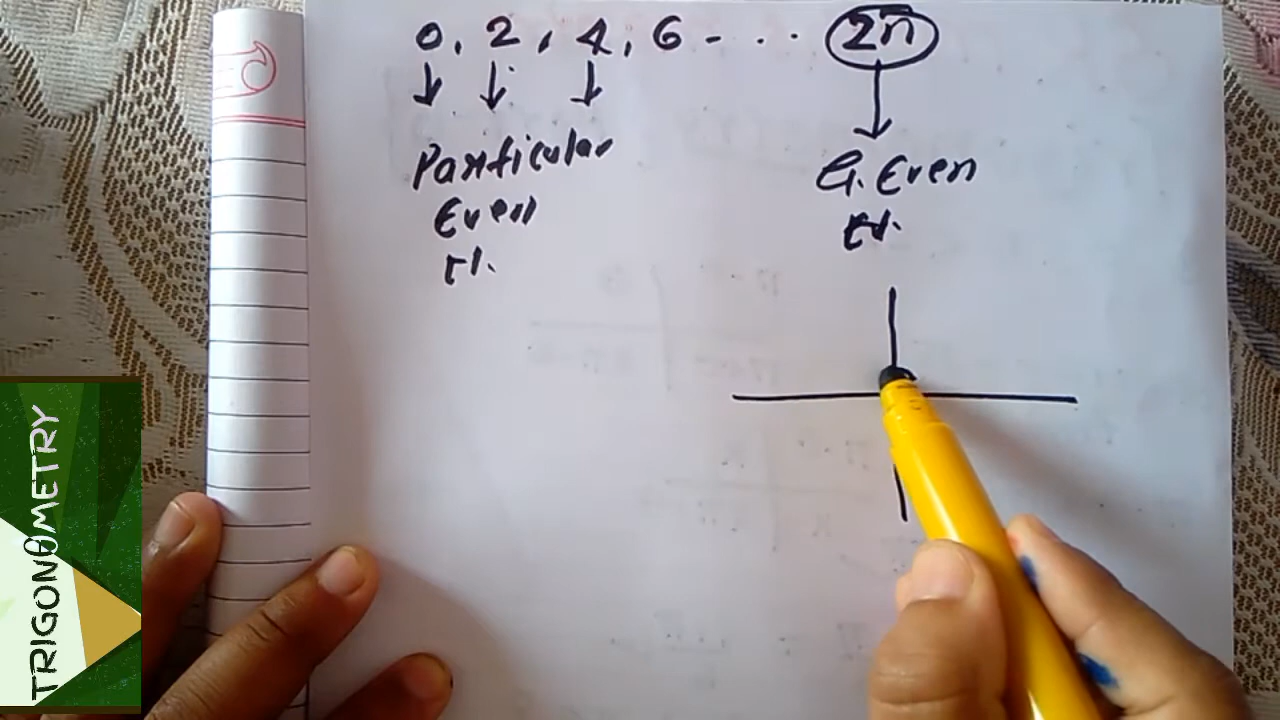 0, 2, 4, 6 - ... 2n
Particular
Even
G. Even
TRIGONOMETRY